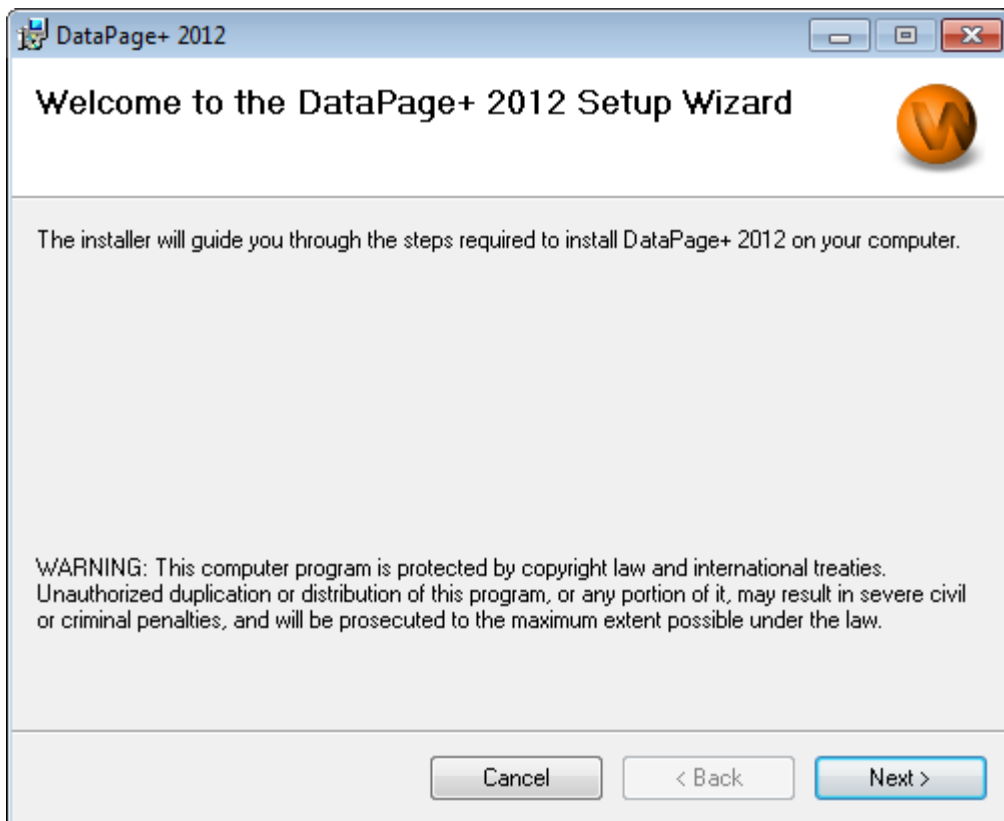 DataPage+ 2012
Welcome to the DataPage+ 2012 Setup Wizard
W
The installer will guide you through the steps required to install DataPage+ 2012 on your computer.
WARNING: This computer program is protected by copyright law and international treaties.
Unauthorized duplication or distribution of this program, or any portion of it, may result in severe civil
or criminal penalties, and will be prosecuted to the maximum extent possible under the law.
Cancel
< Back
Next >